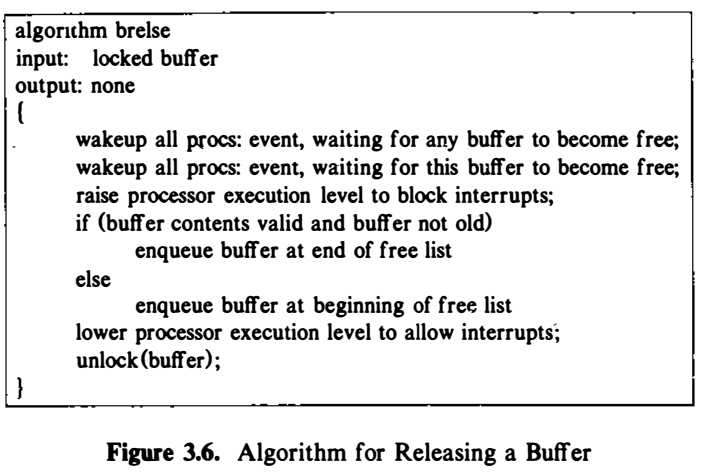 algorithm brelse
input: locked buffer
output: none
{
wakeup all procs: event, waiting for any buffer to become free;
wakeup all procs: event, waiting for this buffer to become free;
raise processor execution level to block interrupts;
if (buffer contents valid and buffer not old)
enqueue buffer at end of free list
else
enqueue buffer at beginning of free list
lower processor execution level to allow interrupts;
unlock(buffer);
}
Figure 3.6. Algorithm for Releasing a Buffer